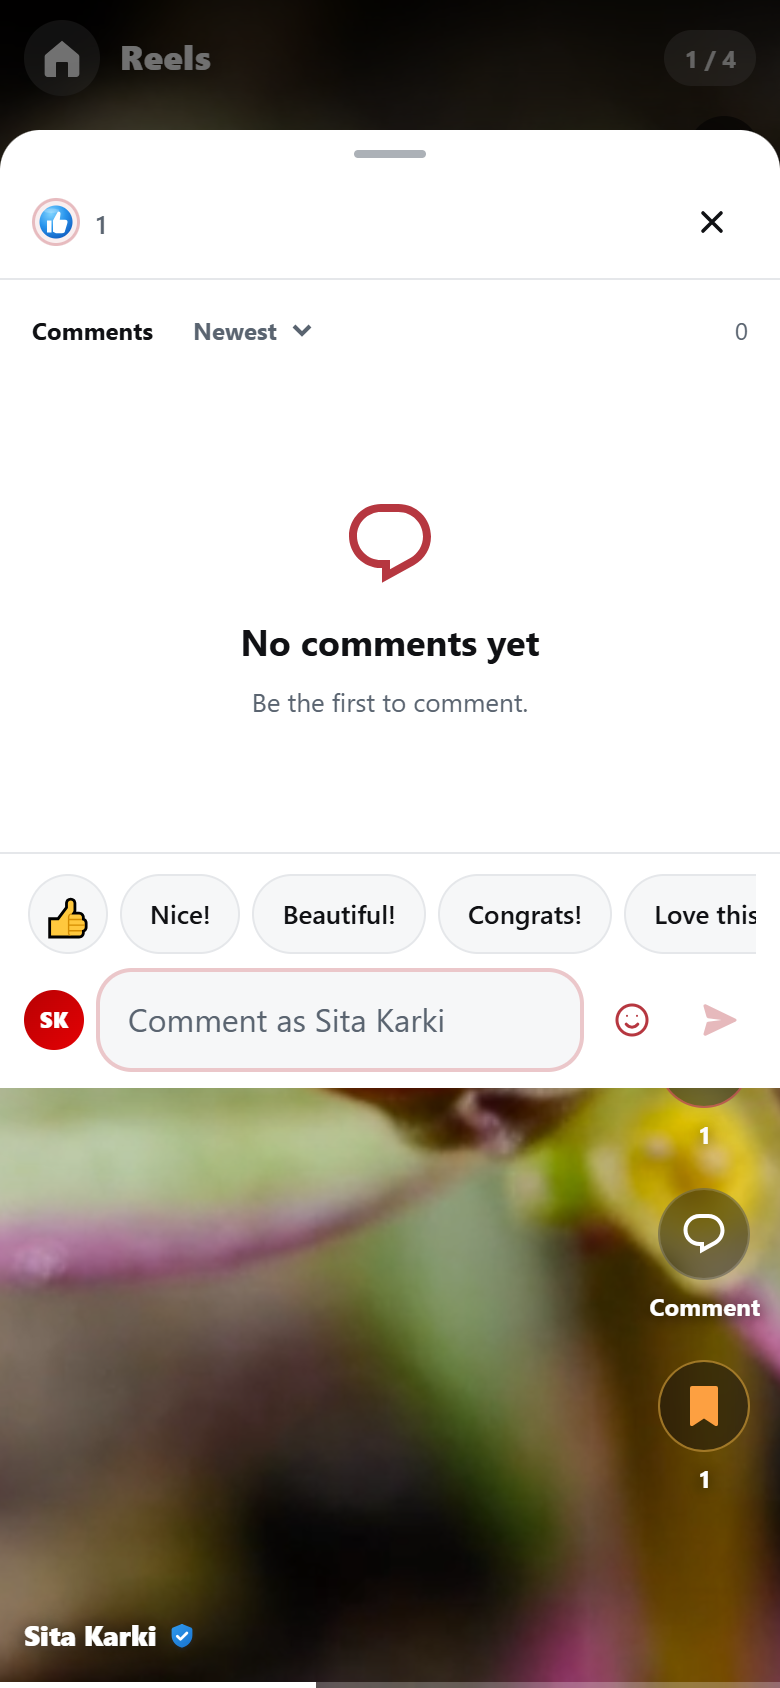 Reels
1 / 4
1
Comments
Newest
0
No comments yet
Be the first to comment.
Nice!
Beautiful!
Congrats!
Love this
SK
Comment as Sita Karki
1
Comment
1
Sita Karki